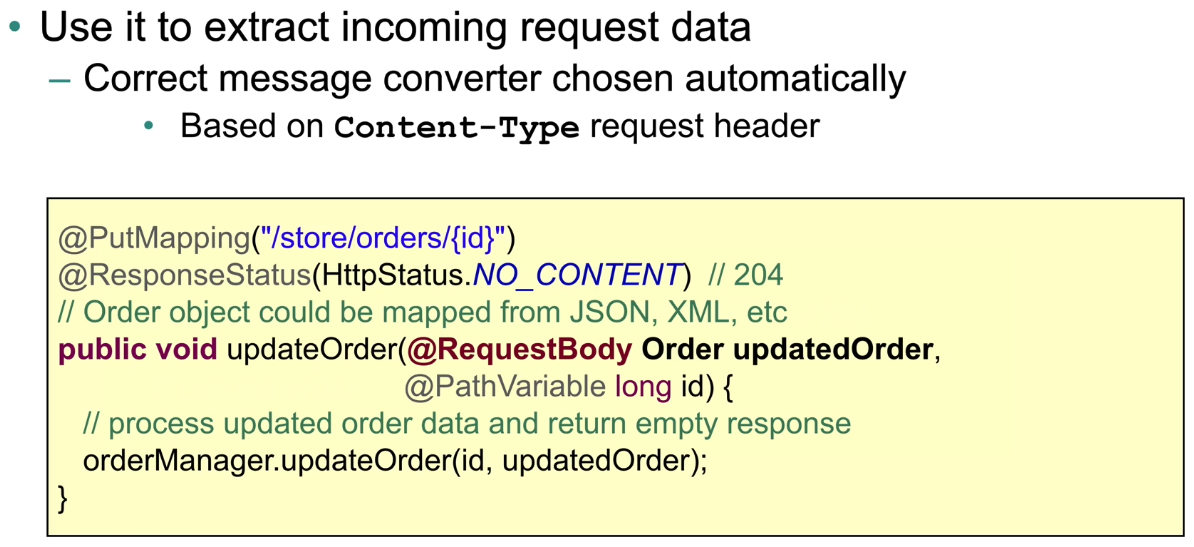 • Use it to extract incoming request data
– Correct message converter chosen automatically
• Based on Content-Type request header
@PutMapping("/store/orders/{id}")
@ResponseStatus(HttpStatus.NO_CONTENT) // 204
// Order object could be mapped from JSON, XML, etc
public void updateOrder(@RequestBody Order updatedOrder,
@PathVariable long id) {
// process updated order data and return empty response
orderManager.updateOrder(id, updatedOrder);
}